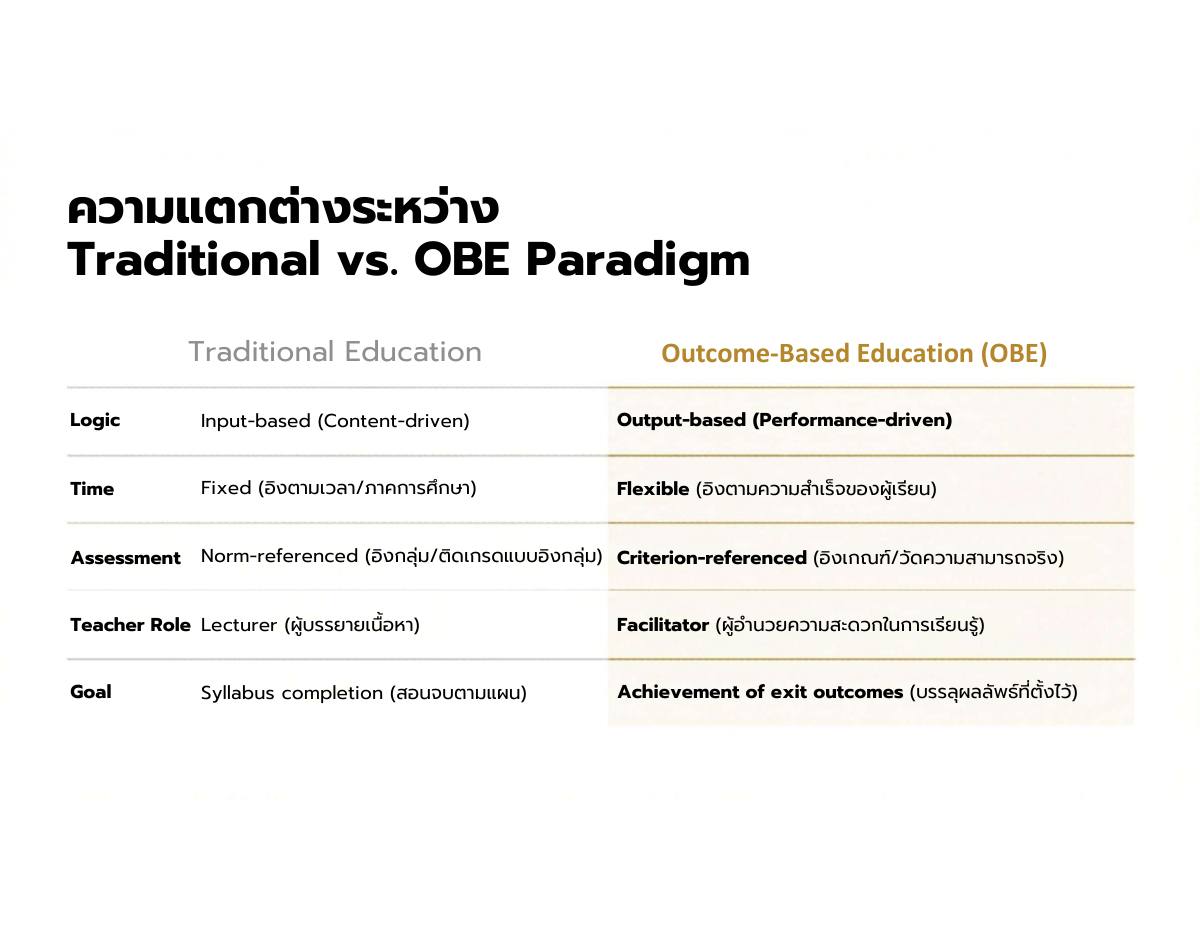 ความแตกต่างระหว่าง
Traditional vs. OBE Paradigm
Traditional Education Outcome-Based Education (OBE)
Logic Input-based (Content-driven) Output-based (Performance-driven)
Time Fixed (อิงตามเวลา/ภาคการศึกษา) Flexible (อิงตามความสำเร็จของผู้เรียน)
Assessment Norm-referenced (อิงกลุ่ม/ติดเกรดแบบอิงกลุ่ม) Criterion-referenced (อิงเกณฑ์/วัดความสามารถจริง)
Teacher Role Lecturer (ผู้บรรยายเนื้อหา) Facilitator (ผู้อำนวยความสะดวกในการเรียนรู้)
Goal Syllabus completion (สอนจบตามแผน) Achievement of exit outcomes (บรรลุผลลัพธ์ที่ตั้งไว้)